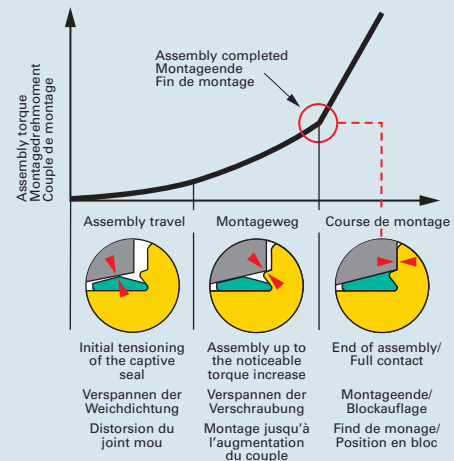 Assembly completed
Montageende
Fin de montage
Assembly torque
Montagedrehmoment
Couple de montage
Assembly travel
Montageweg
Course de montage
Initial tensioning
of the captive
seal
Verspannen der
Weichdichtung
Distorsion du
joint mou
Assembly up to
the noticeable
torque increase
Verspannen der
Verschraubung
Montage jusqu'à
l'augmentation
du couple
End of assembly/
Full contact
Montageende/
Blockauflage
Find de monage/
Position en bloc